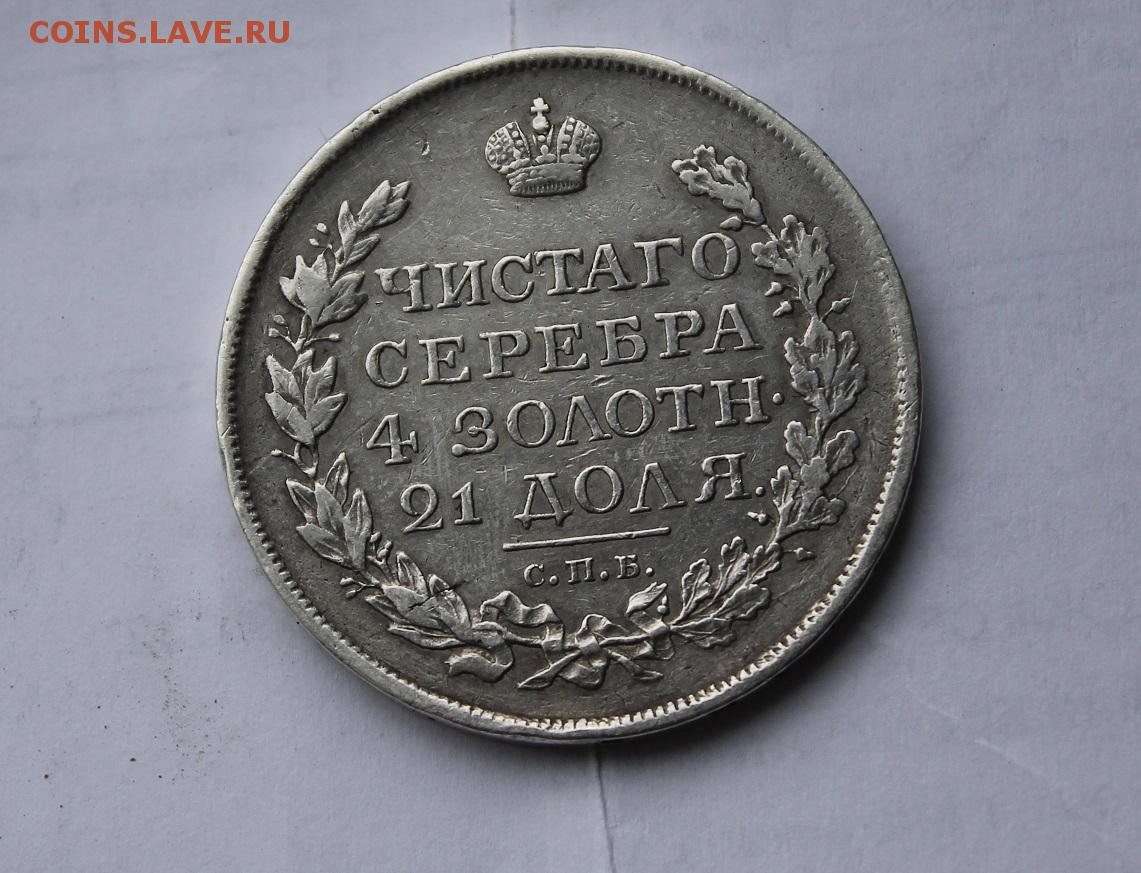 COINS.LAVE.RU
ЧИСТАГО
СЕРЕБРА
4 ЗОЛОТН.
21 ДОЛЯ.
С.П.Б.